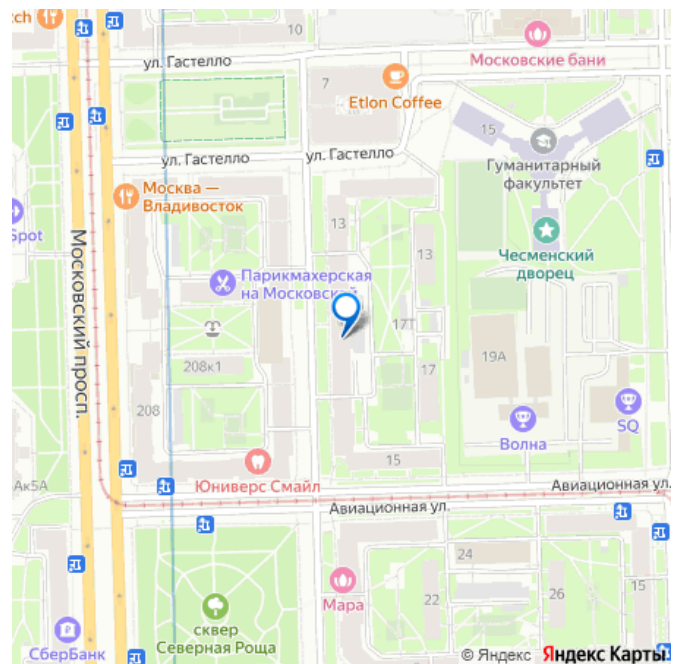 ch
10
ул. Гастелло
Московские бани
7
Etlon Coffee
15
Гуманитарный
факультет
ул. Гастелло
ул. Гастелло
Москва —
Владивосток
13
13
Spot
Чесменский
дворец
Парикмахерская
на Московской
Московский просп.
17Т
19А
208к1
17
208
Волна
SQ
15
Юниверс Смайл
Ак5А
Авиационная ул.
Авиационная ул.
24
22
26
15
Мара
сквер
Северная Роща
СберБанк
© Яндекс Яндекс Карты